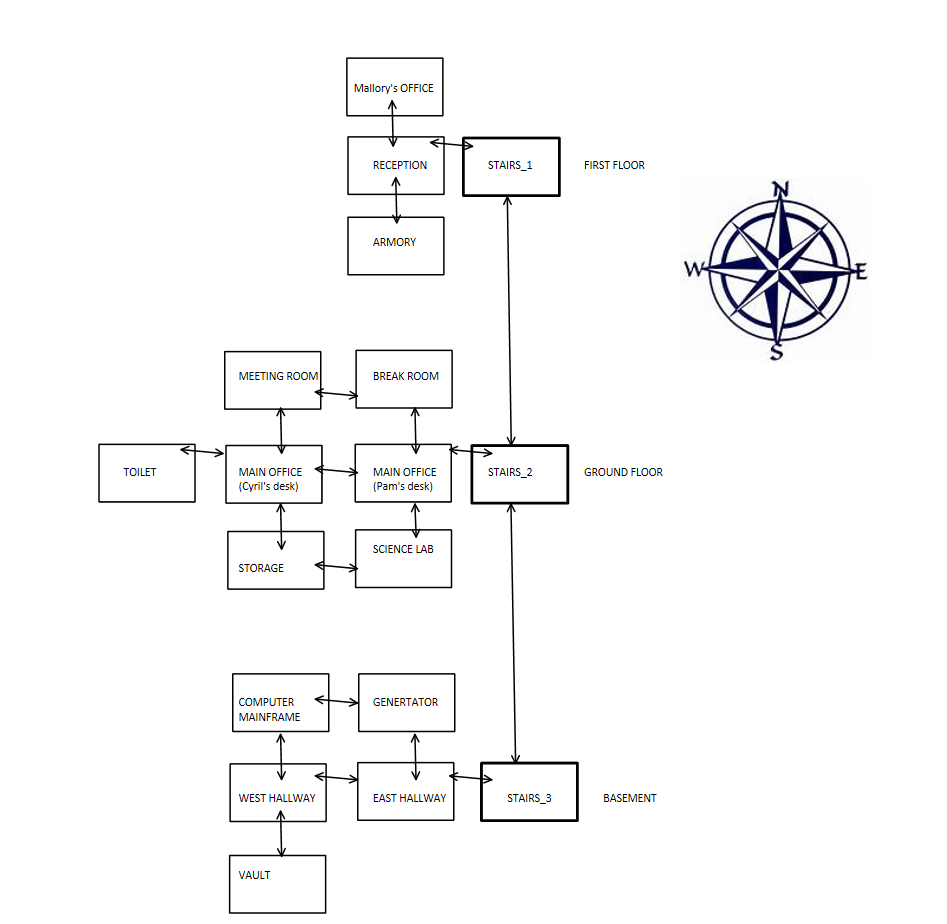 Mallory's OFFICE
RECEPTION
STAIRS_1
FIRST FLOOR
ARMORY
N
W
E
S
MEETING ROOM
BREAK ROOM
TOILET
MAIN OFFICE
(Cyril's desk)
MAIN OFFICE
(Pam's desk)
STAIRS_2
GROUND FLOOR
STORAGE
SCIENCE LAB
COMPUTER
MAINFRAME
GENERTATOR
WEST HALLWAY
EAST HALLWAY
STAIRS_3
BASEMENT
VAULT